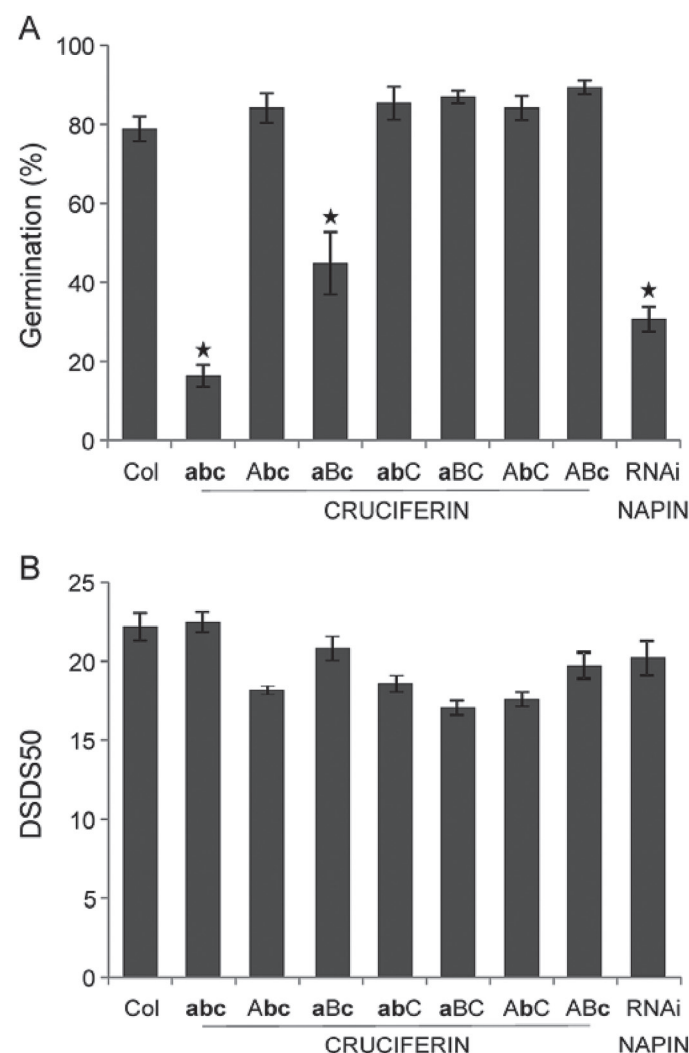 A
100
80
60
40
20
0
Germination (%)
★ ★ ★
Col abc Abc aBc abC aBC AbC ABc RNAi
CRUCIFERIN NAPIN
B
25
20
15
10
5
0
DSDS50
Col abc Abc aBc abC aBC AbC ABc RNAi
CRUCIFERIN NAPIN